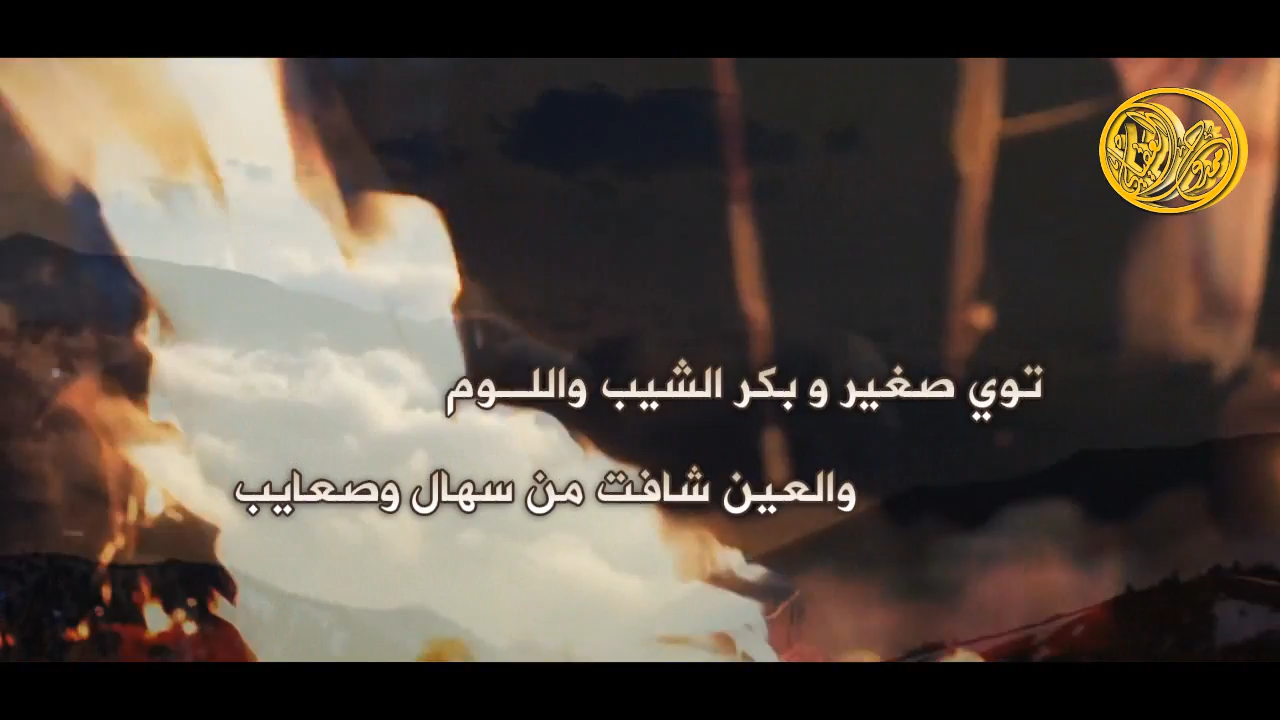 توي صغير و بكر الشيب واللـــوم
والعين شافت من سهال وصعايب